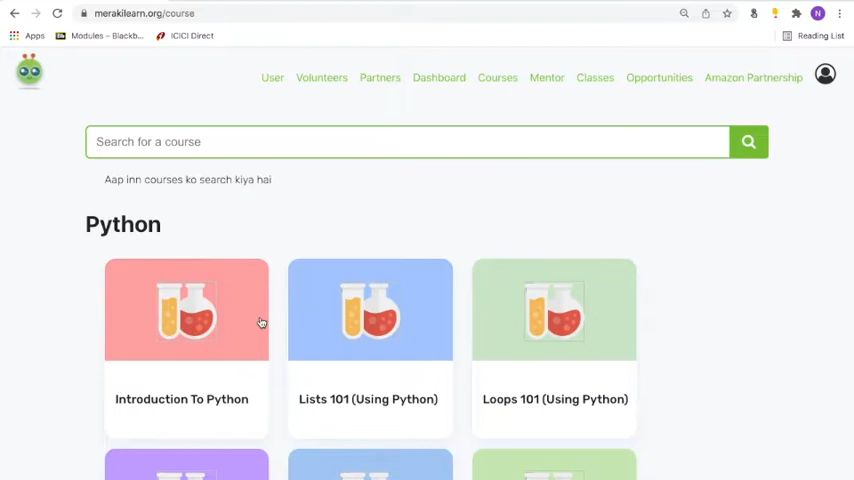 merakilearn.org/course
N
Apps
Modules – Blackb...
ICICI Direct
Reading List
User
Volunteers
Partners
Dashboard
Courses
Mentor
Classes
Opportunities
Amazon Partnership
Search for a course
Aap inn courses ko search kiya hai
Python
Introduction To Python
Lists 101 (Using Python)
Loops 101 (Using Python)